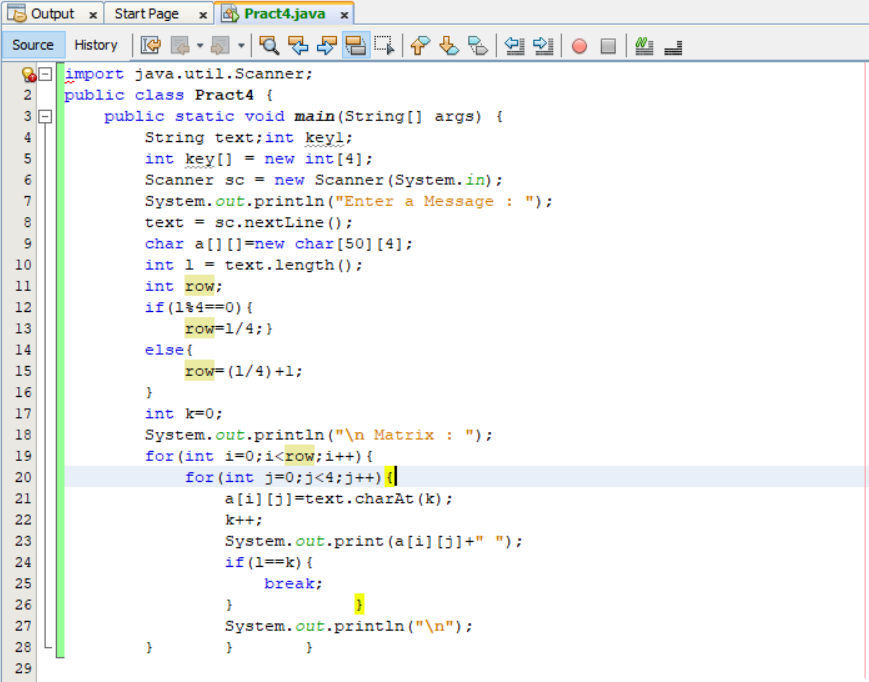 Output x Start Page x Pract4.java x
Source History
import java.util.Scanner;
2 public class Pract4 {
3 public static void main(String[] args) {
4 String text;int key1;
5 int key[] = new int[4];
6 Scanner sc = new Scanner(System.in);
7 System.out.println("Enter a Message : ");
8 text = sc.nextLine();
9 char a[][]=new char[50][4];
10 int l = text.length();
11 int row;
12 if(l%4==0){
13 row=l/4;}
14 else{
15 row=(l/4)+1;
16 }
17 int k=0;
18 System.out.println("\n Matrix : ");
19 for(int i=0;i<row;i++){
20 for(int j=0;j<4;j++){
21 a[i][j]=text.charAt(k);
22 k++;
23 System.out.print(a[i][j]+" ");
24 if(l==k){
25 break;
26 } }
27 System.out.println("\n");
28 } } }
29